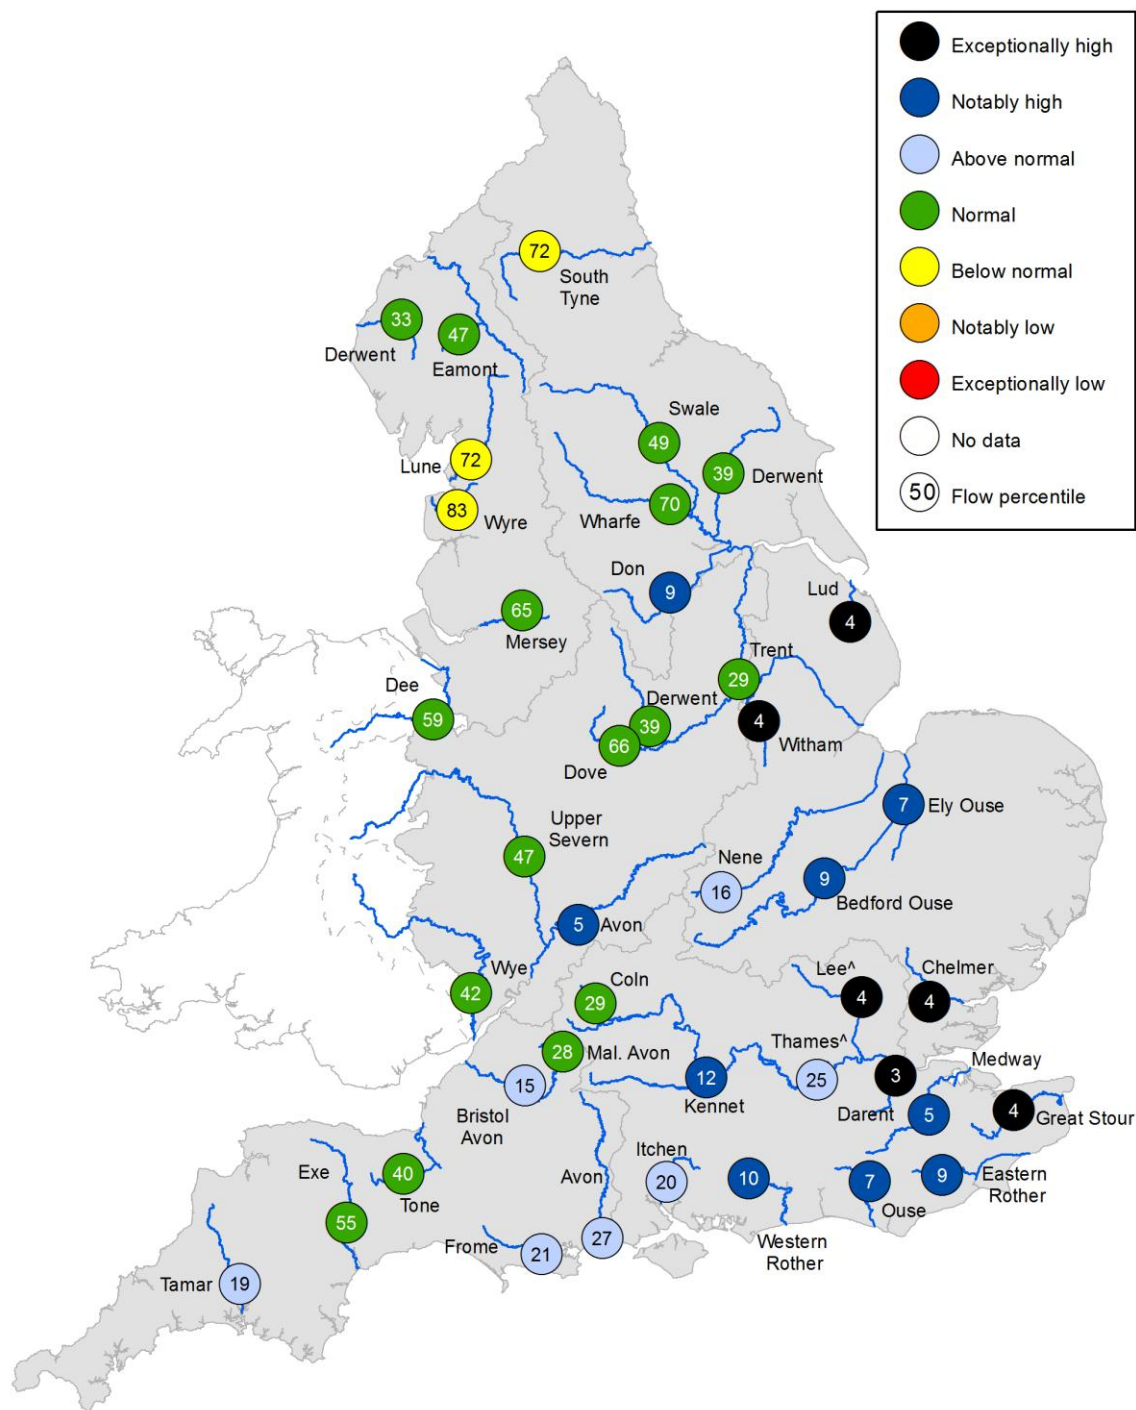 Exceptionally high
Notably high
Above normal
Normal
Below normal
Notably low
Exceptionally low
No data
50 Flow percentile
72
South
Tyne
33
Derwent
47
Eamont
Swale
49
39
Derwent
Lune
72
83
Wyre
70
Wharfe
Don
9
Lud
4
65
Mersey
Trent
29
Dee
59
Derwent
39
66
Dove
4
Witham
7
Ely Ouse
Upper
Severn
47
Nene
16
9
Bedford Ouse
5
Avon
Wye
42
Coln
29
Lee^
4
Chelmer
4
28
Mal. Avon
Thames^
25
3
Darent
Medway
5
4
Great Stour
15
Bristol
Avon
12
Kennet
Itchen
20
10
Western
Rother
7
Ouse
9
Eastern
Rother
Exe
55
40
Tone
Avon
27
Frome
21
Tamar
19